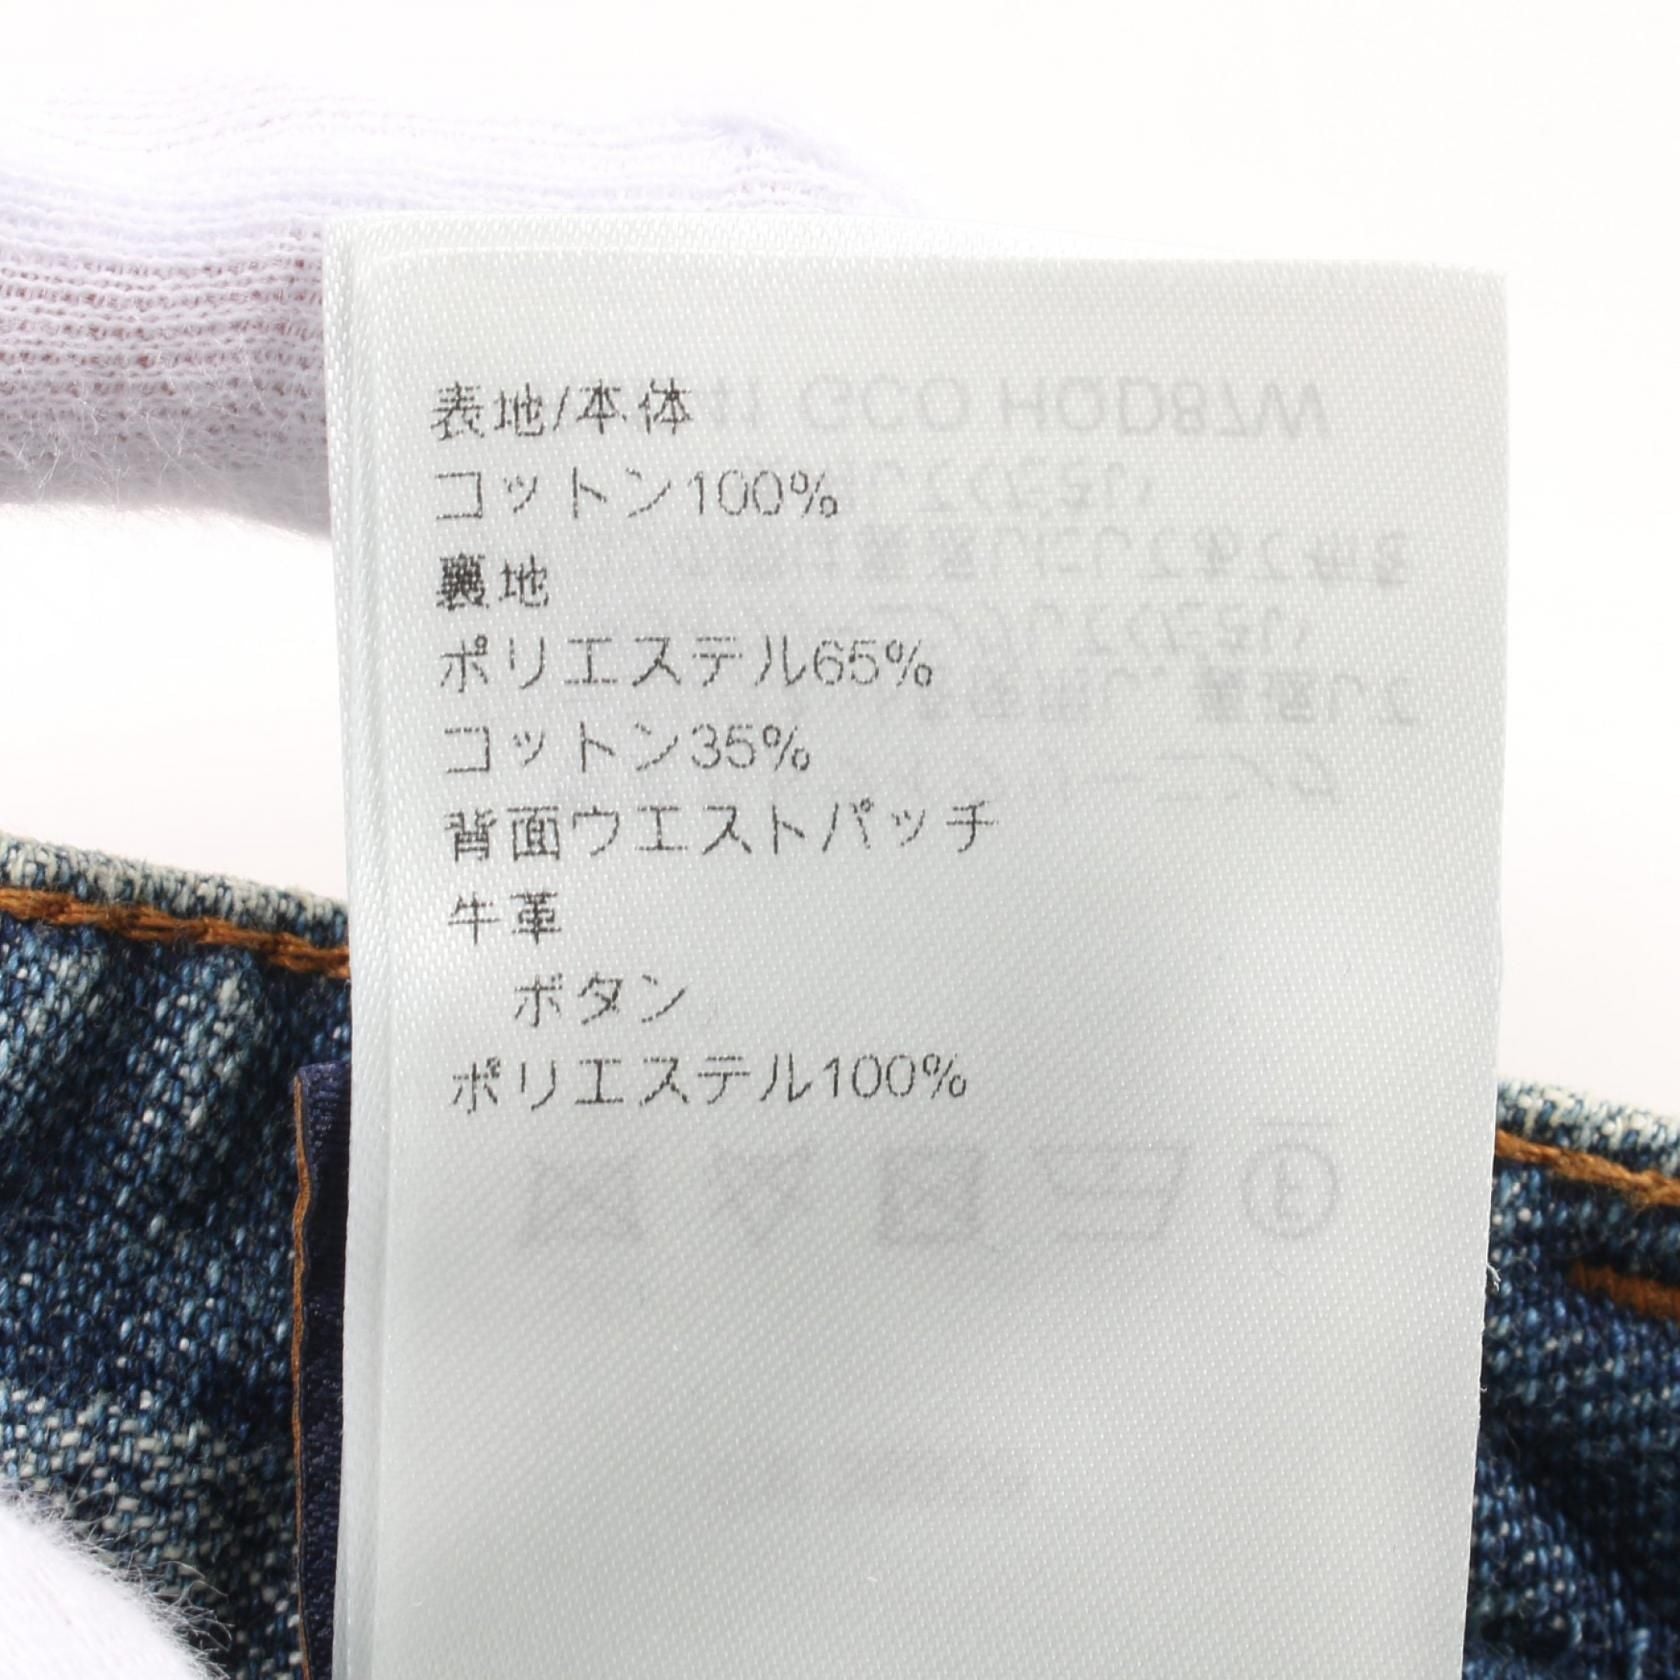 表地/本体
コットン100%
裏地
ポリエステル65%
コットン35%
背面ウエストパッチ
牛革
ボタン
ポリエステル100%